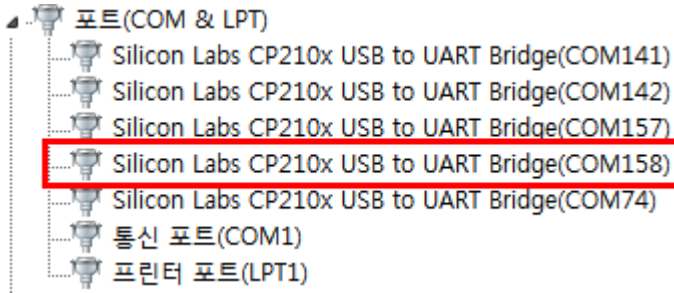 포트(COM & LPT)
Silicon Labs CP210x USB to UART Bridge(COM141)
Silicon Labs CP210x USB to UART Bridge(COM142)
Silicon Labs CP210x USB to UART Bridge(COM157)
Silicon Labs CP210x USB to UART Bridge(COM158)
Silicon Labs CP210x USB to UART Bridge(COM74)
통신 포트(COM1)
프린터 포트(LPT1)